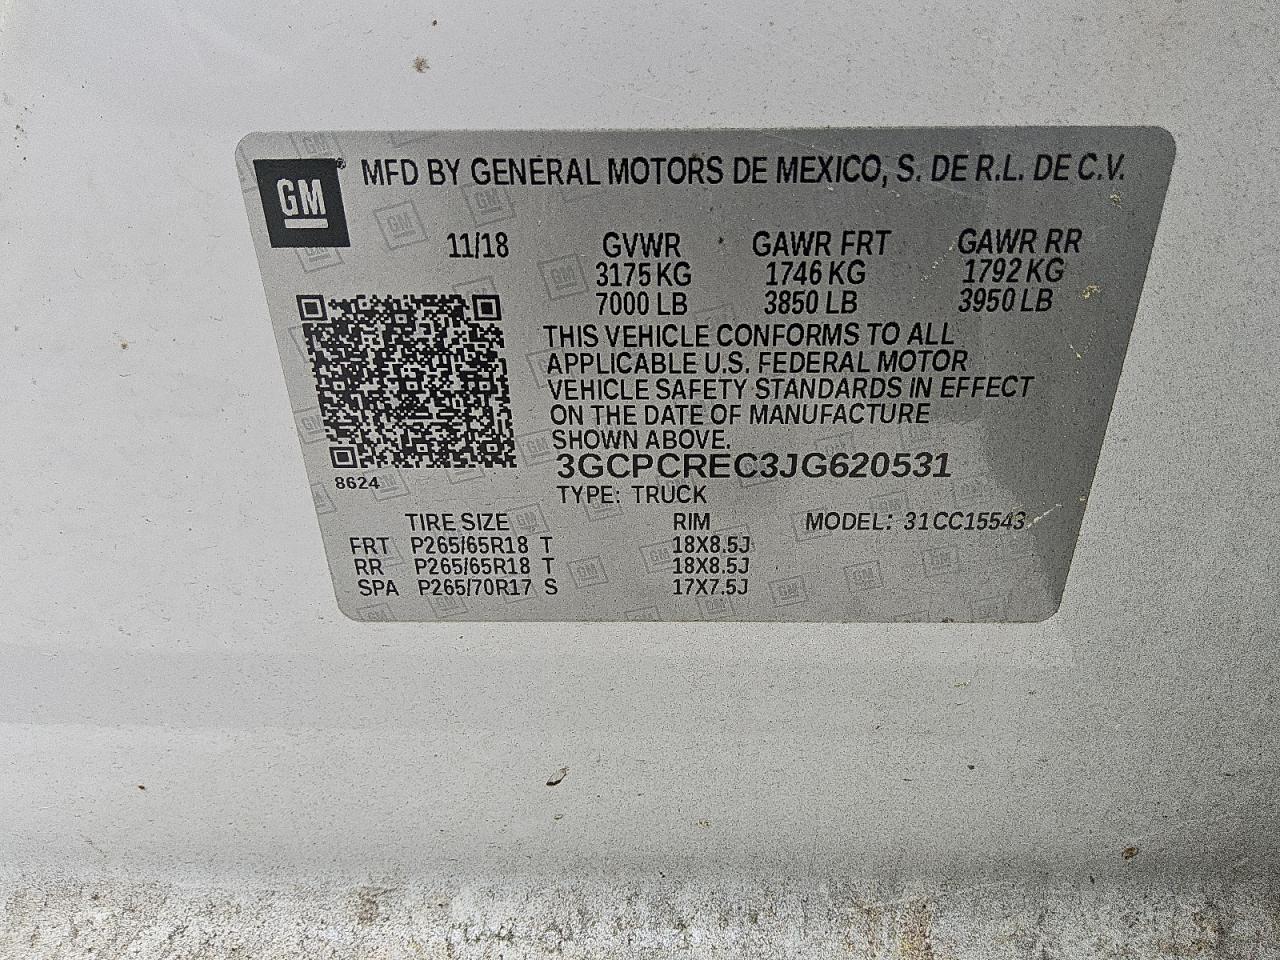 GM
MFD BY GENERAL MOTORS DE MEXICO, S. DE R.L. DE C.V.
11/18 GVWR GAWR FRT GAWR RR
3175 KG 1746 KG 1792 KG
7000 LB 3850 LB 3950 LB
THIS VEHICLE CONFORMS TO ALL
APPLICABLE U.S. FEDERAL MOTOR
VEHICLE SAFETY STANDARDS IN EFFECT
ON THE DATE OF MANUFACTURE
SHOWN ABOVE.
3GCPCREC3JG620531
8624
TYPE: TRUCK
TIRE SIZE RIM MODEL: 31CC15543
FRT P265/65R18 T 18X8.5J
RR P265/65R18 T 18X8.5J
SPA P265/70R17 S 17X7.5J